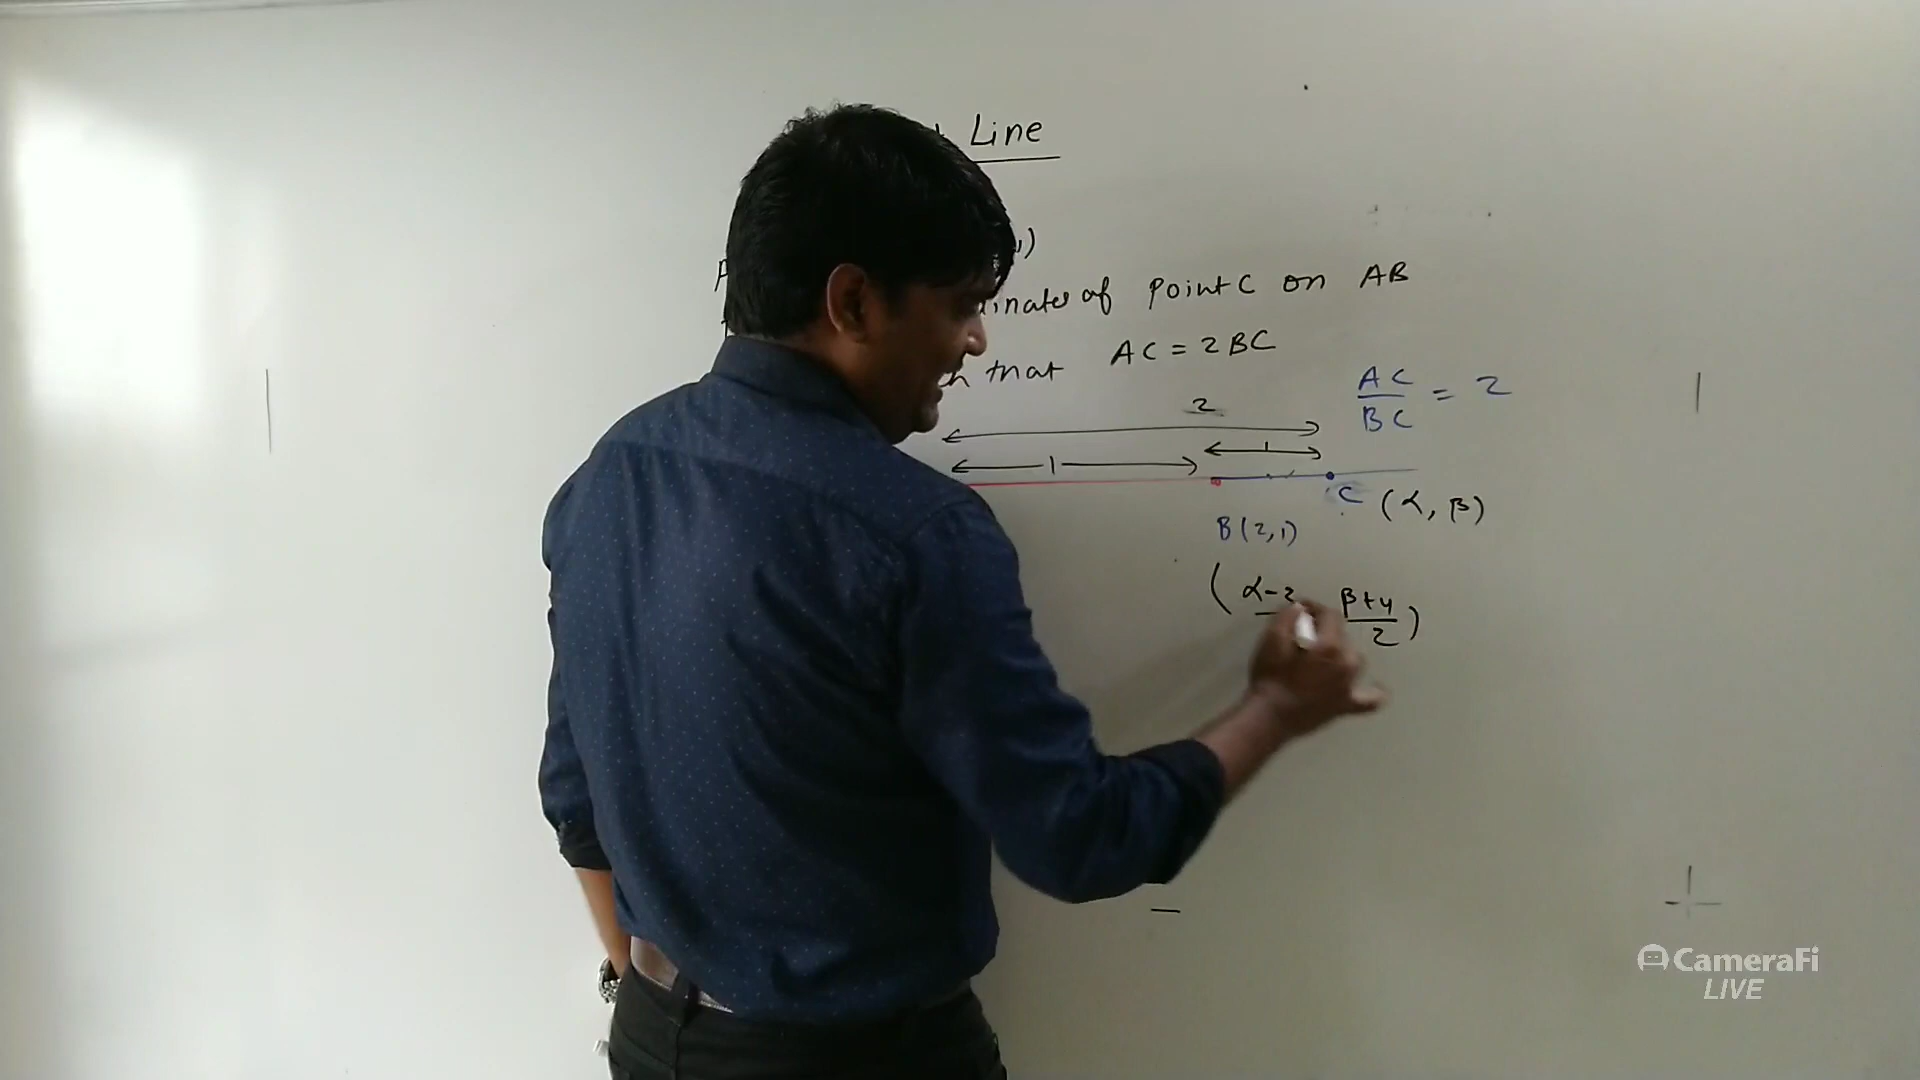 Line
,1)
of point C on AB
that AC = 2BC
AC/BC = 2
2
1
1
C (α, β)
B(2,1)
(α-2 β+4/2)
CameraFi
LIVE